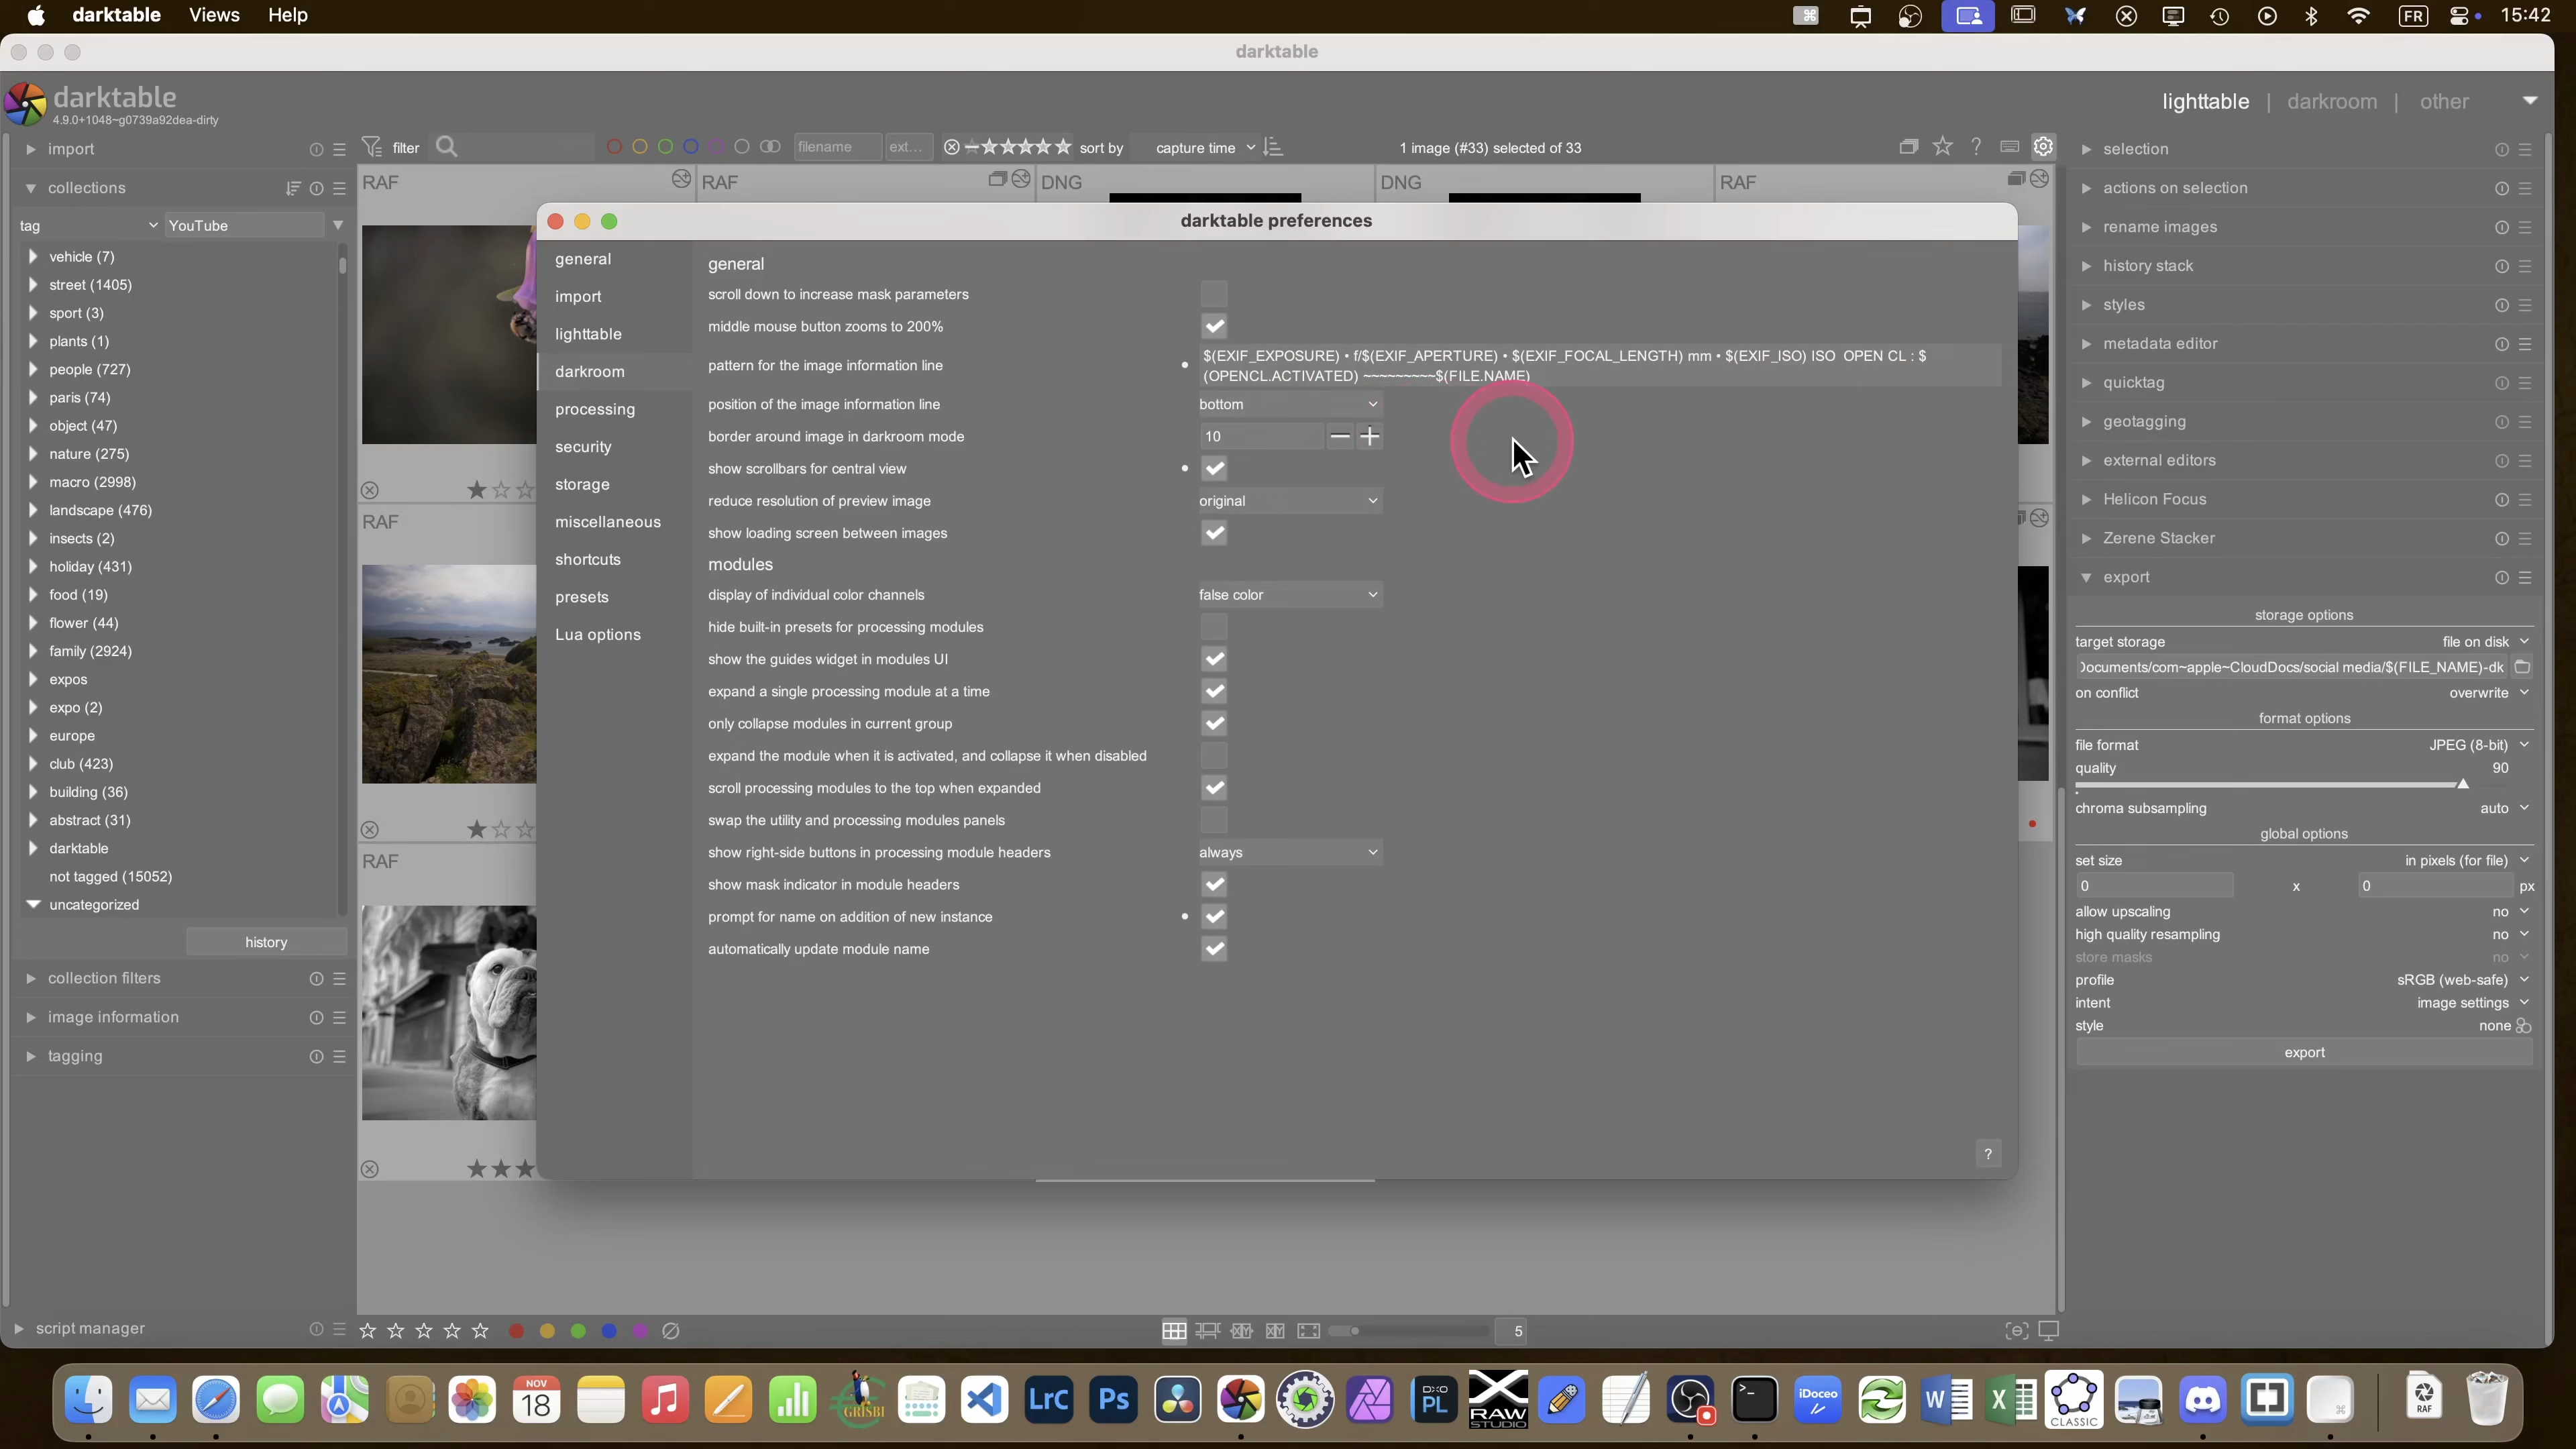 darktable Views Help FR 15:42
darktable
darktable
4.9.0+1048~g0739a92dea-dirty
lighttable | darkroom | other
import
filter
filename
ext...
sort by
capture time
1 image (#33) selected of 33
collections
tag
YouTube
vehicle (7)
street (1405)
sport (3)
plants (1)
people (727)
paris (74)
object (47)
nature (275)
macro (2998)
landscape (476)
insects (2)
holiday (431)
food (19)
flower (44)
family (2924)
expos
expo (2)
europe
club (423)
building (36)
abstract (31)
darktable
not tagged (15052)
uncategorized
history
collection filters
image information
tagging
script manager
RAF
RAF
DNG
DNG
RAF
RAF
RAF
darktable preferences
general
import
lighttable
darkroom
processing
security
storage
miscellaneous
shortcuts
presets
Lua options
general
scroll down to increase mask parameters
middle mouse button zooms to 200%
pattern for the image information line
$(EXIF_EXPOSURE) • f/$(EXIF_APERTURE) • $(EXIF_FOCAL_LENGTH) mm • $(EXIF_ISO) ISO OPEN CL : $
(OPENCL.ACTIVATED) ~~~~~~~~~$(FILE.NAME)
position of the image information line
bottom
border around image in darkroom mode
10
show scrollbars for central view
reduce resolution of preview image
original
show loading screen between images
modules
display of individual color channels
false color
hide built-in presets for processing modules
show the guides widget in modules UI
expand a single processing module at a time
only collapse modules in current group
expand the module when it is activated, and collapse it when disabled
scroll processing modules to the top when expanded
swap the utility and processing modules panels
show right-side buttons in processing module headers
always
show mask indicator in module headers
prompt for name on addition of new instance
automatically update module name
?
selection
actions on selection
rename images
history stack
styles
metadata editor
quicktag
geotagging
external editors
Helicon Focus
Zerene Stacker
export
storage options
target storage
file on disk
Documents/com~apple~CloudDocs/social media/$(FILE_NAME)-dk
on conflict
overwrite
format options
file format
JPEG (8-bit)
quality
90
chroma subsampling
auto
global options
set size
in pixels (for file)
0 x 0 px
allow upscaling
no
high quality resampling
no
store masks
no
profile
sRGB (web-safe)
intent
image settings
style
none
export
5
NOV
18
GRISBI
LrC
Ps
DXO
PL
RAW
STUDIO
iDoceo
W
X
CLASSIC
RAF